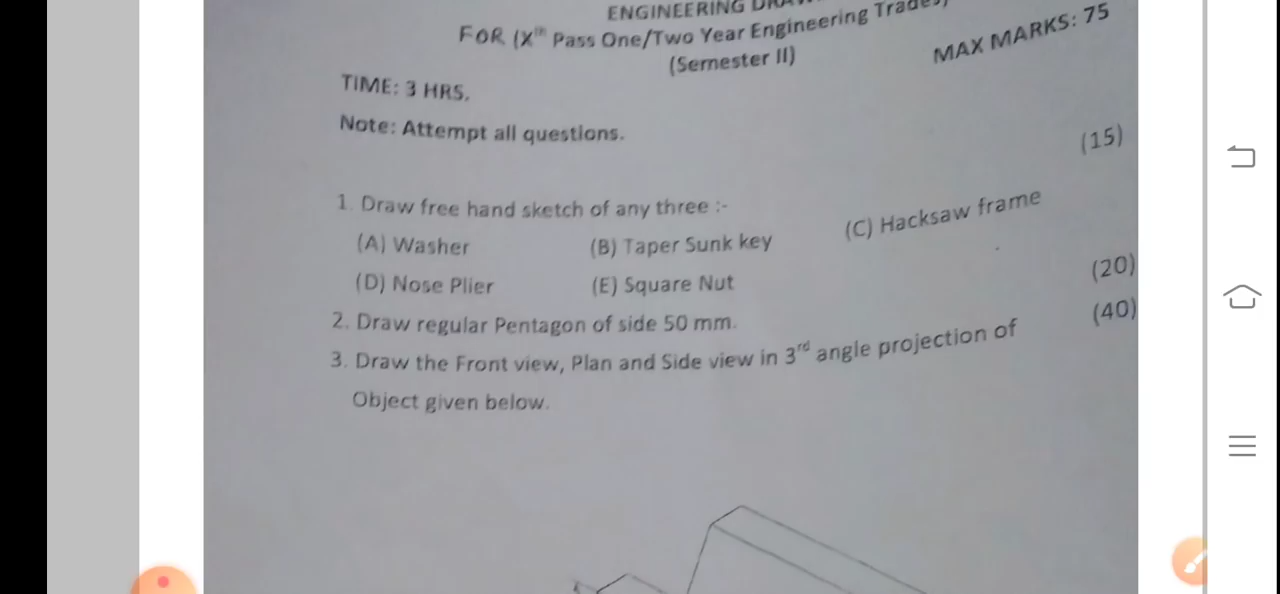 ENGINEERING
FOR (Xth Pass One/Two Year Engineering Trades)
(Semester II)
MAX MARKS: 75
TIME: 3 HRS.
Note: Attempt all questions.
(15)
1. Draw free hand sketch of any three :-
(A) Washer (B) Taper Sunk key (C) Hacksaw frame
(D) Nose Plier (E) Square Nut
2. Draw regular Pentagon of side 50 mm. (20)
3. Draw the Front view, Plan and Side view in 3rd angle projection of (40)
Object given below.